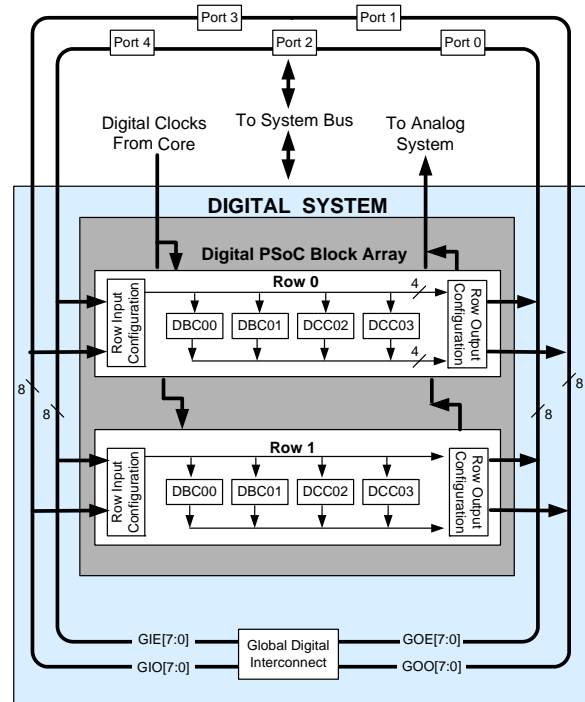 Port 3
Port 1
Port 4
Port 2
Port 0
Digital Clocks
From Core
To System Bus
To Analog
System
DIGITAL SYSTEM
Digital PSoC Block Array
Row 0
4
Row Input
Configuration
DBC00
DBC01
DCC02
DCC03
4
Row Output
Configuration
8
8
8
8
Row 1
Row Input
Configuration
DBC00
DBC01
DCC02
DCC03
Row Output
Configuration
GIE[7:0]
GIO[7:0]
Global Digital
Interconnect
GOE[7:0]
GOO[7:0]